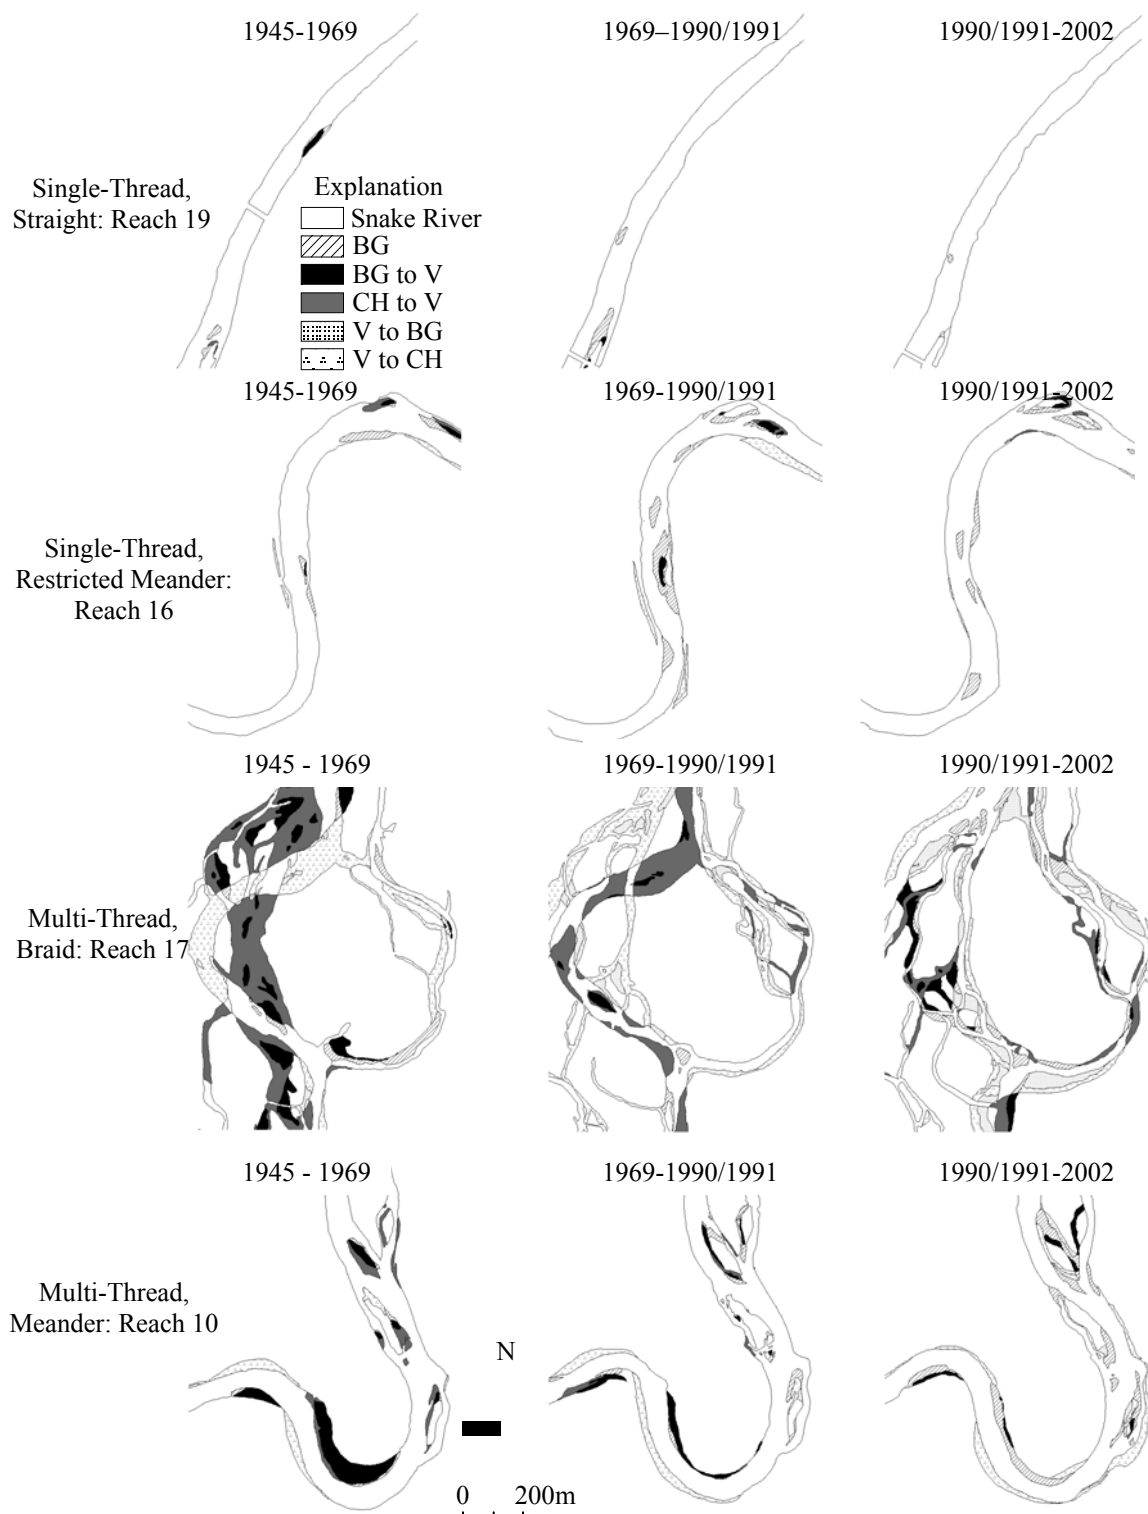 1945-1969
1969–1990/1991
1990/1991-2002
Single-Thread,
Straight: Reach 19
Explanation
Snake River
BG
BG to V
CH to V
V to BG
V to CH
1945-1969
1969-1990/1991
1990/1991-2002
Single-Thread,
Restricted Meander:
Reach 16
1945 - 1969
1969-1990/1991
1990/1991-2002
Multi-Thread,
Braid: Reach 17
1945 - 1969
1969-1990/1991
1990/1991-2002
Multi-Thread,
Meander: Reach 10
N
0 200m